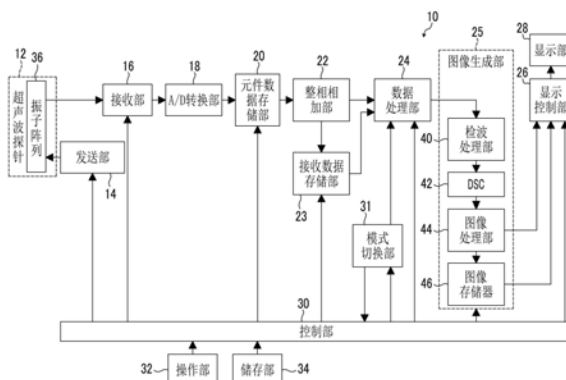 10
12
36
超声波探针
振子阵列
发送部
14
16
接收部
18
A/D转换部
20
元件数据存储部
22
整相相加部
23
接收数据存储部
24
数据处理部
31
模式切换部
25
图像生成部
40
检波处理部
42
DSC
44
图像处理部
46
图像存储器
28
显示部
26
显示控制部
30
控制部
32
操作部
储存部
34